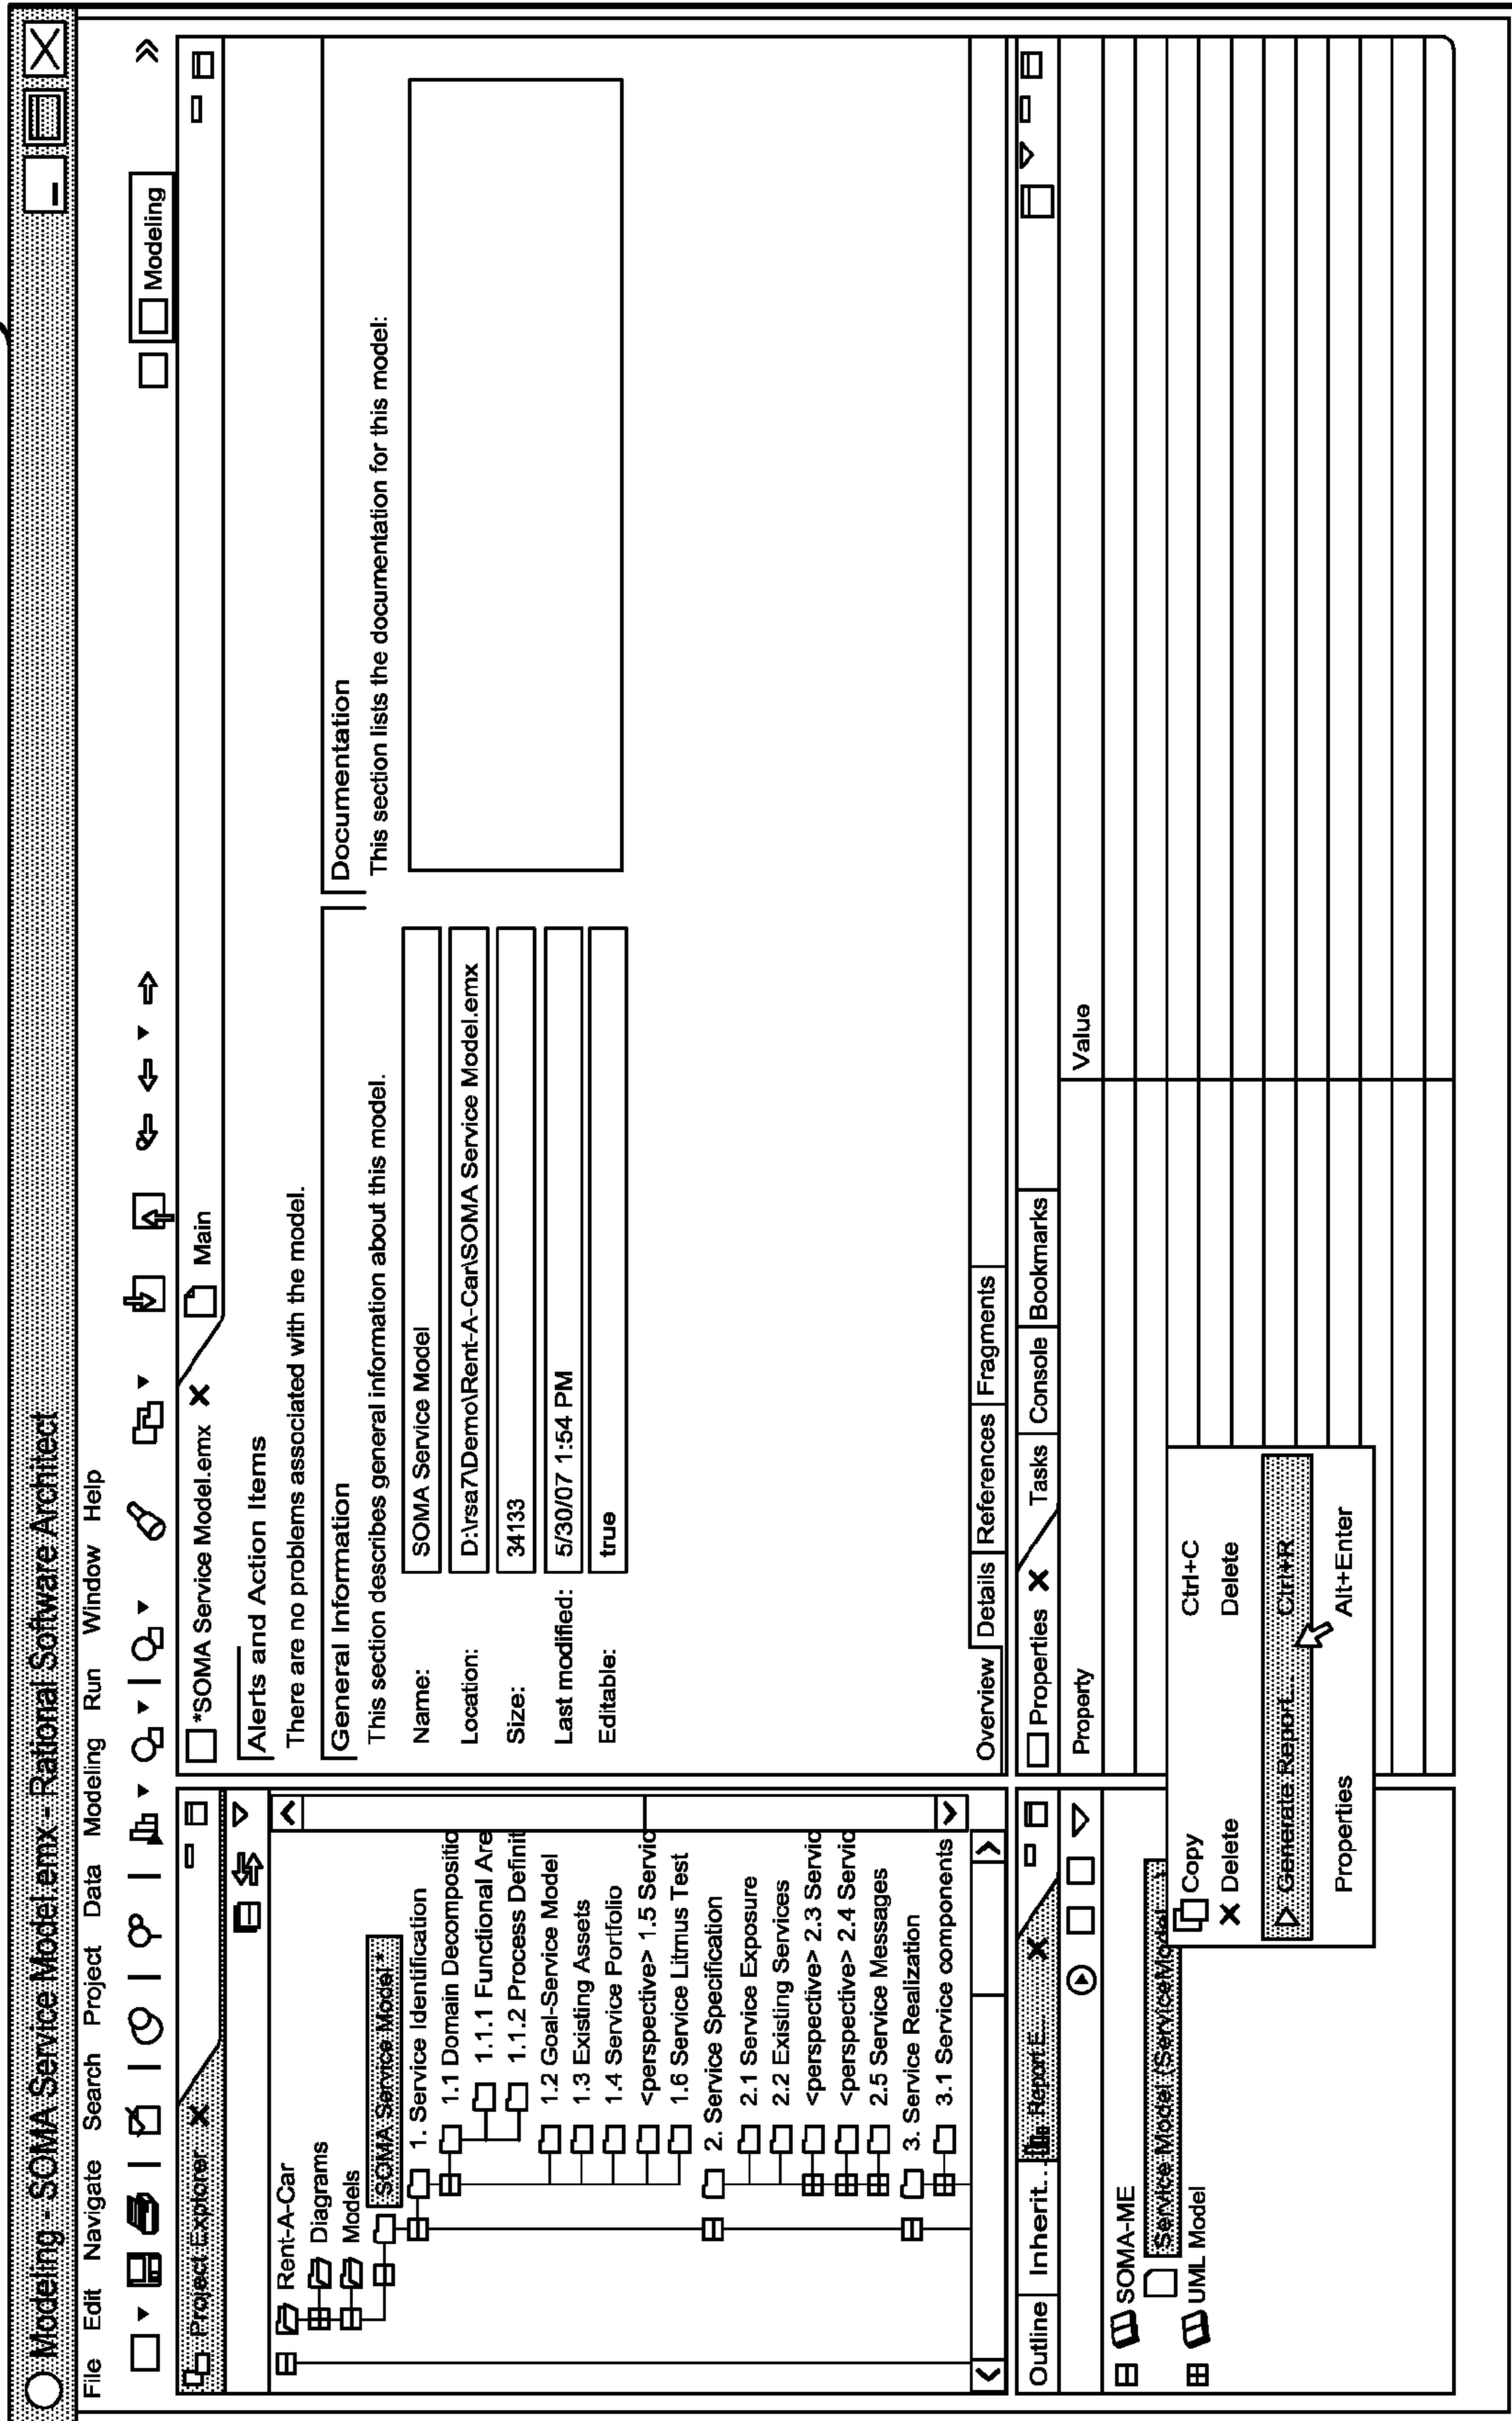 Modeling - SOMA Service Model.emx - Rational Software Architect
File Edit Navigate Search Project Data Modeling Run Window Help
Modeling
Project Explorer
Rent-A-Car
Diagrams
Models
SOMA Service Model*
1. Service Identification
1.1 Domain Decompositio
1.1.1 Functional Are
1.1.2 Process Definit
1.2 Goal-Service Model
1.3 Existing Assets
1.4 Service Portfolio
<perspective> 1.5 Servic
1.6 Service Litmus Test
2. Service Specification
2.1 Service Exposure
2.2 Existing Services
<perspective> 2.3 Servic
<perspective> 2.4 Servic
2.5 Service Messages
3. Service Realization
3.1 Service components
*SOMA Service Model.emx
Main
Alerts and Action Items
There are no problems associated with the model.
General Information
This section describes general information about this model.
Name: SOMA Service Model
Location: D:\rsa7\Demo\Rent-A-Car\SOMA Service Model.emx
Size: 34133
Last modified: 5/30/07 1:54 PM
Editable: true
Documentation
This section lists the documentation for this model:
Overview Details References Fragments
Outline Inherit... Report E...
SOMA-ME
Service Model (ServiceModel
UML Model
Properties Tasks Console Bookmarks
Property Value
Copy Ctrl+C
Delete Delete
Generate Report... Ctrl+R
Properties Alt+Enter